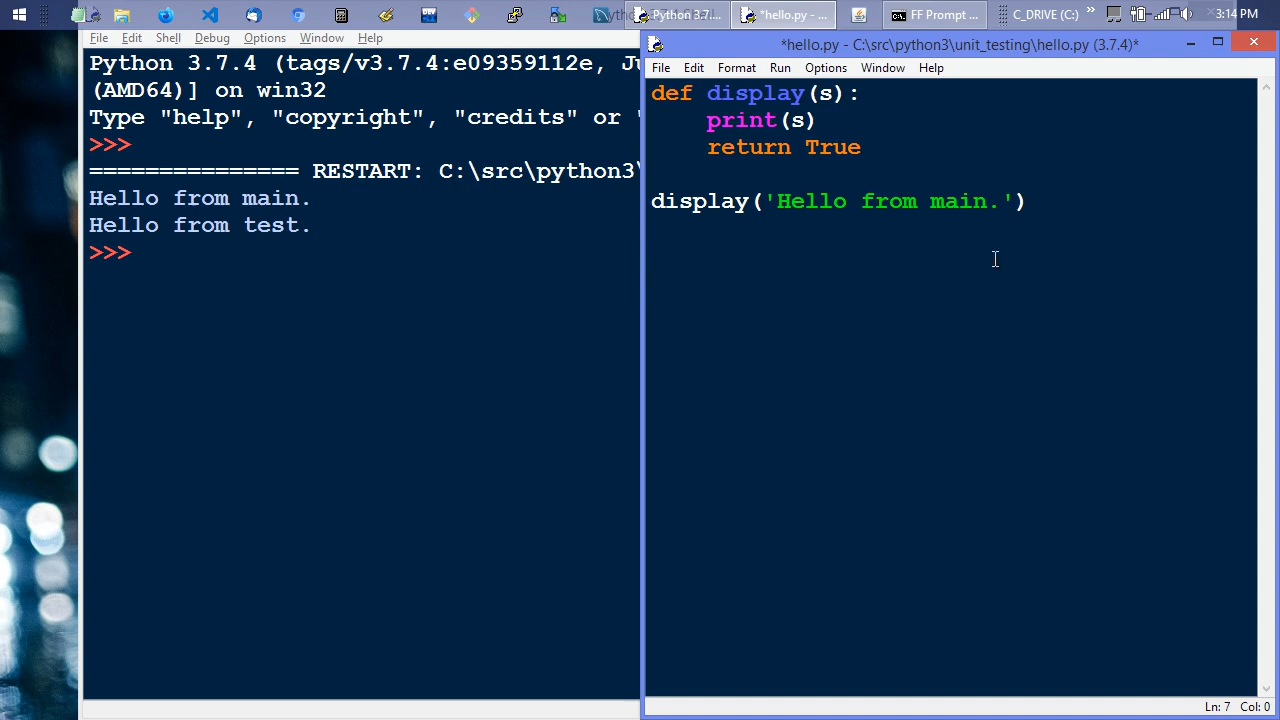 Python 3.7....
*hello.py - ...
FF Prompt ...
C_DRIVE (C:)
3:14 PM
File Edit Shell Debug Options Window Help
Python 3.7.4 (tags/v3.7.4:e09359112e, Ju
(AMD64)] on win32
Type "help", "copyright", "credits" or "
>>>
=============== RESTART: C:\src\python3\
Hello from main.
Hello from test.
>>>
*hello.py - C:\src\python3\unit_testing\hello.py (3.7.4)*
File Edit Format Run Options Window Help
def display(s):
    print(s)
    return True
display('Hello from main.')
Ln: 7 Col: 0